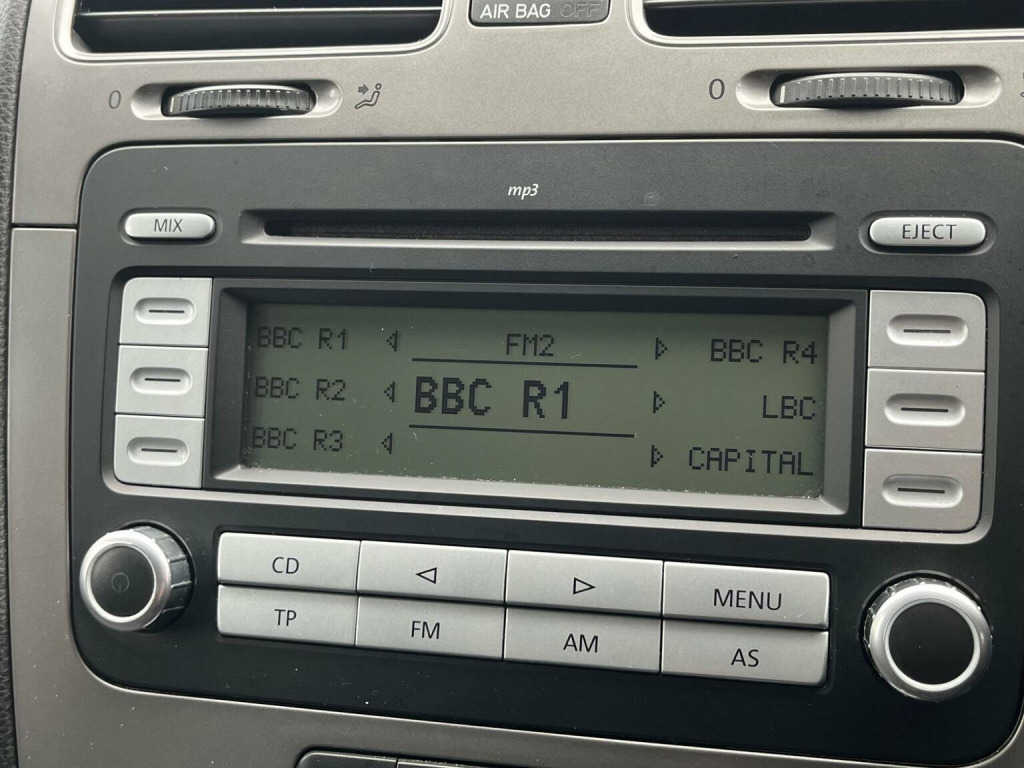 AIR BAG OFF
0
0
mp3
MIX
EJECT
BBC R1 FM2 BBC R4
BBC R2 BBC R1 LBC
BBC R3 CAPITAL
CD
MENU
TP
FM
AM
AS